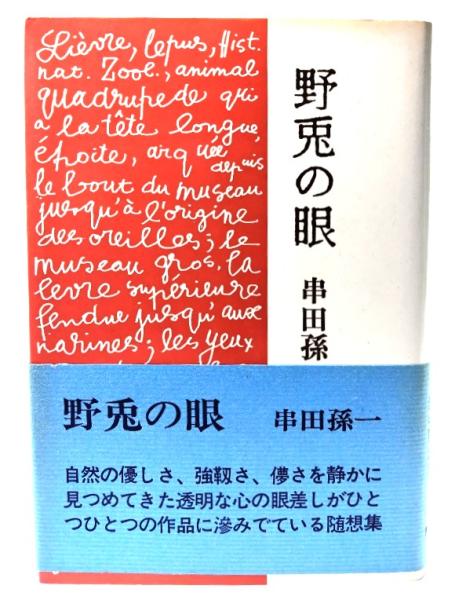 Lièvre, lepus, Hist.
nat. Zool., animal
quadrupede qui
a la tête longue,
étroite, arquée depuis
le bout du museau
jusqu'à l'origine
des oreilles; le
museau gros, la
levre supérieure
fendue jusqu'aux
narines; les yeux
野兎の眼
串田孫
野兎の眼 串田孫一
自然の優しさ、強靱さ、儚さを静かに
見つめてきた透明な心の眼差しがひと
つひとつの作品に滲みでている随想集